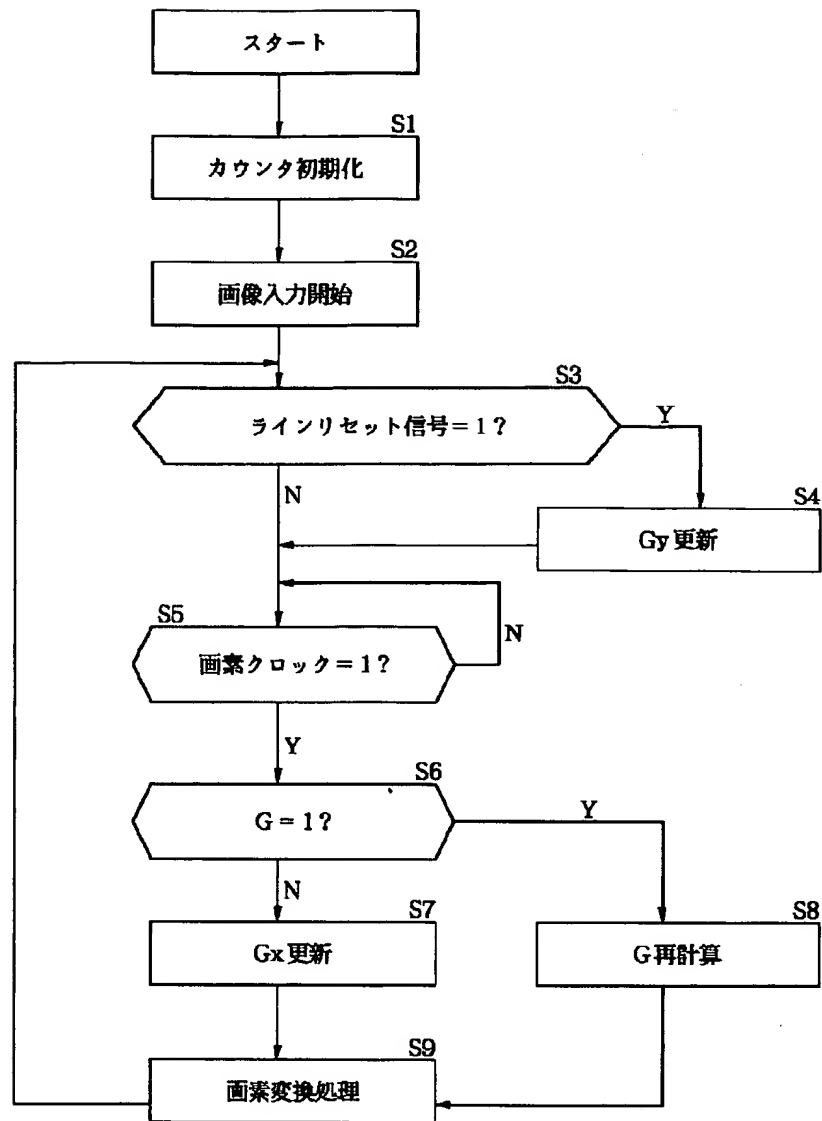 スタート
S1
カウンタ初期化
S2
画像入力開始
S3
ラインリセット信号=1?
Y
N
S4
Gy更新
S5
N
画素クロック=1?
Y
S6
G=1?
Y
N
S7
Gx更新
S8
G再計算
S9
画素変換処理